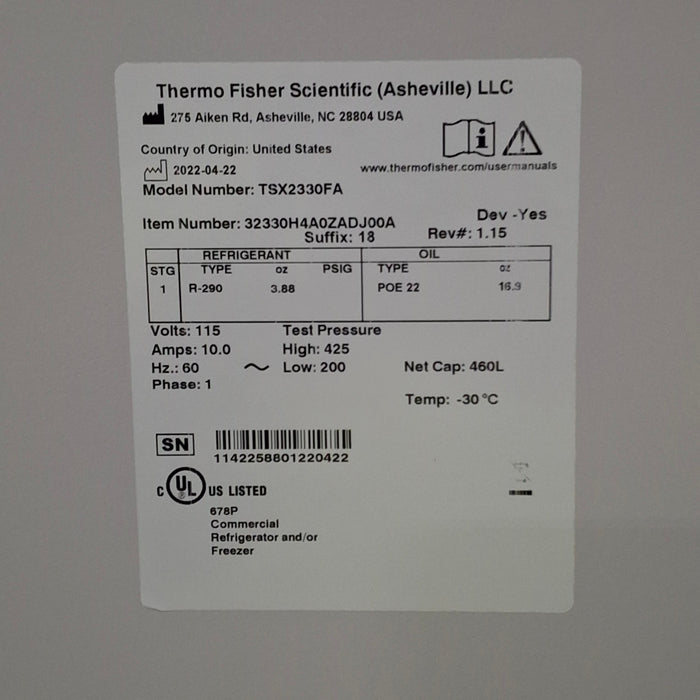 Thermo Fisher Scientific (Asheville) LLC
275 Aiken Rd, Asheville, NC 28804 USA
Country of Origin: United States
2022-04-22
www.thermofisher.com/usermanuals
Model Number: TSX2330FA
Item Number: 32330H4A0ZADJ00A
Dev -Yes
Suffix: 18
Rev#: 1.15
REFRIGERANT OIL
STG TYPE oz PSIG TYPE oz
1 R-290 3.88 POE 22 16.9
Volts: 115 Test Pressure
Amps: 10.0 High: 425
Hz.: 60 ~ Low: 200 Net Cap: 460L
Phase: 1
Temp: -30 °C
SN
1142258801220422
C UL US LISTED
678P
Commercial
Refrigerator and/or
Freezer